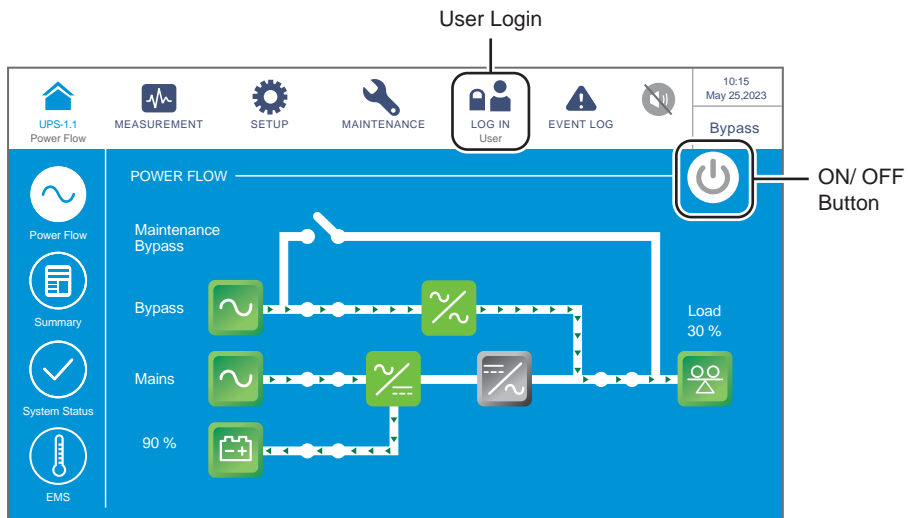 User Login
UPS-1.1
Power Flow
MEASUREMENT
SETUP
MAINTENANCE
LOG IN
User
EVENT LOG
10:15
May 25,2023
Bypass
ON/ OFF
Button
POWER FLOW
Power Flow
Summary
System Status
EMS
Maintenance
Bypass
Bypass
Mains
90 %
Load
30 %